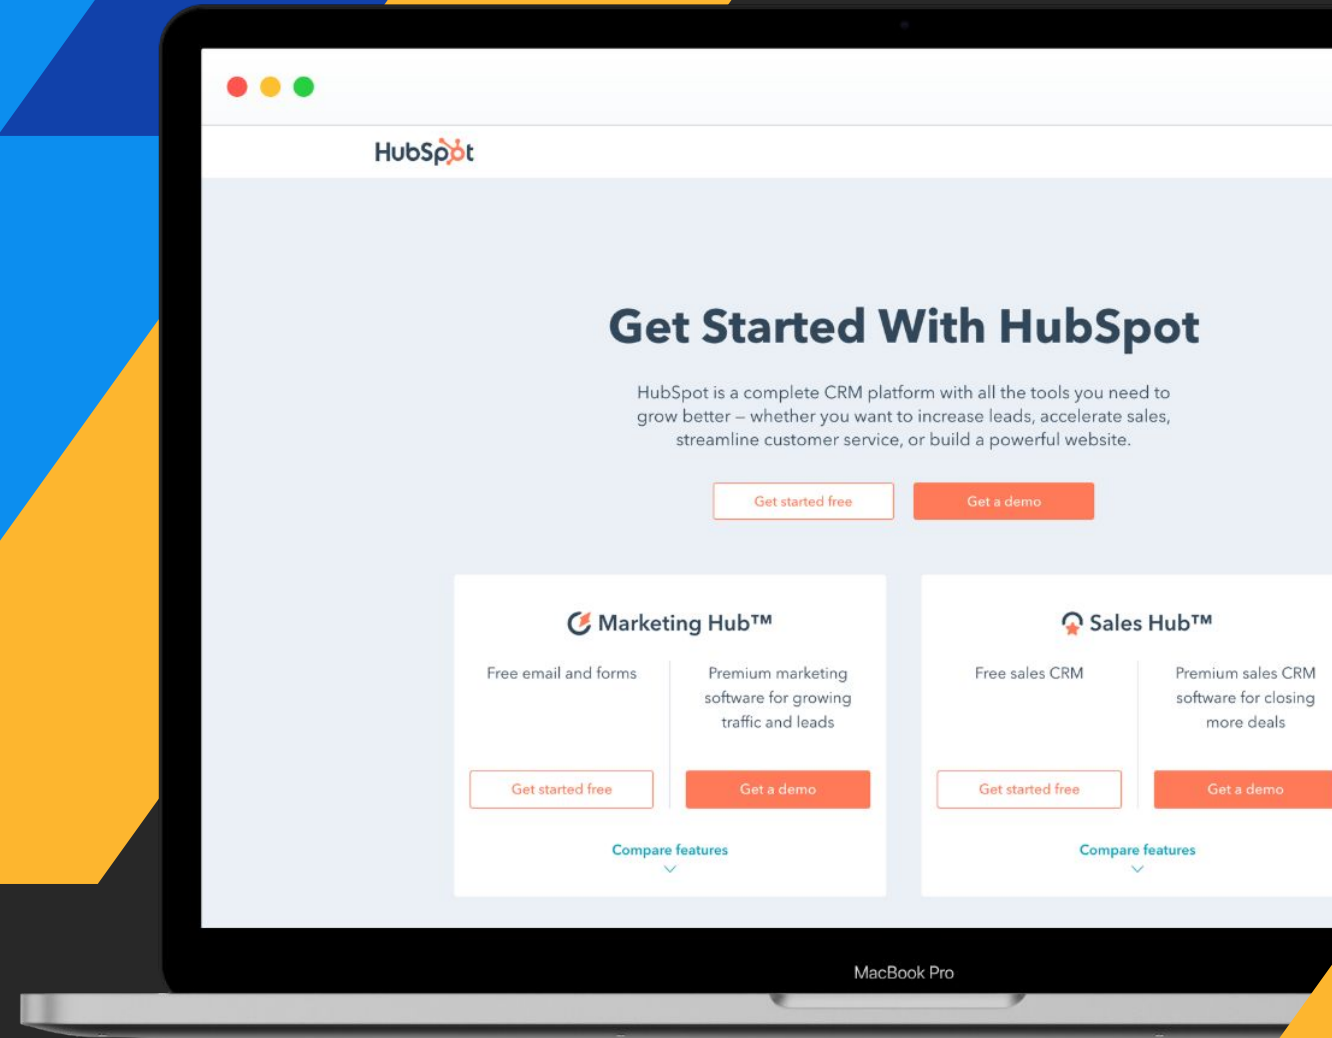 HubSpot
Get Started With HubSpot
HubSpot is a complete CRM platform with all the tools you need to
grow better – whether you want to increase leads, accelerate sales,
streamline customer service, or build a powerful website.
Get started free
Get a demo
Marketing Hub™
Free email and forms
Premium marketing
software for growing
traffic and leads
Get started free
Get a demo
Compare features
Sales Hub™
Free sales CRM
Premium sales CRM
software for closing
more deals
Get started free
Get a demo
Compare features
MacBook Pro